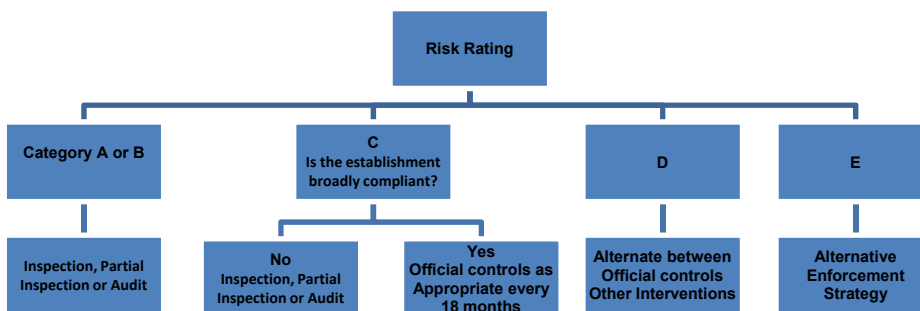 Risk Rating
Category A or B
C
Is the establishment
broadly compliant?
D
E
Inspection, Partial
Inspection or Audit
No
Inspection, Partial
Inspection or Audit
Yes
Official controls as
Appropriate every
18 months
Alternate between
Official controls
Other Interventions
Alternative
Enforcement
Strategy